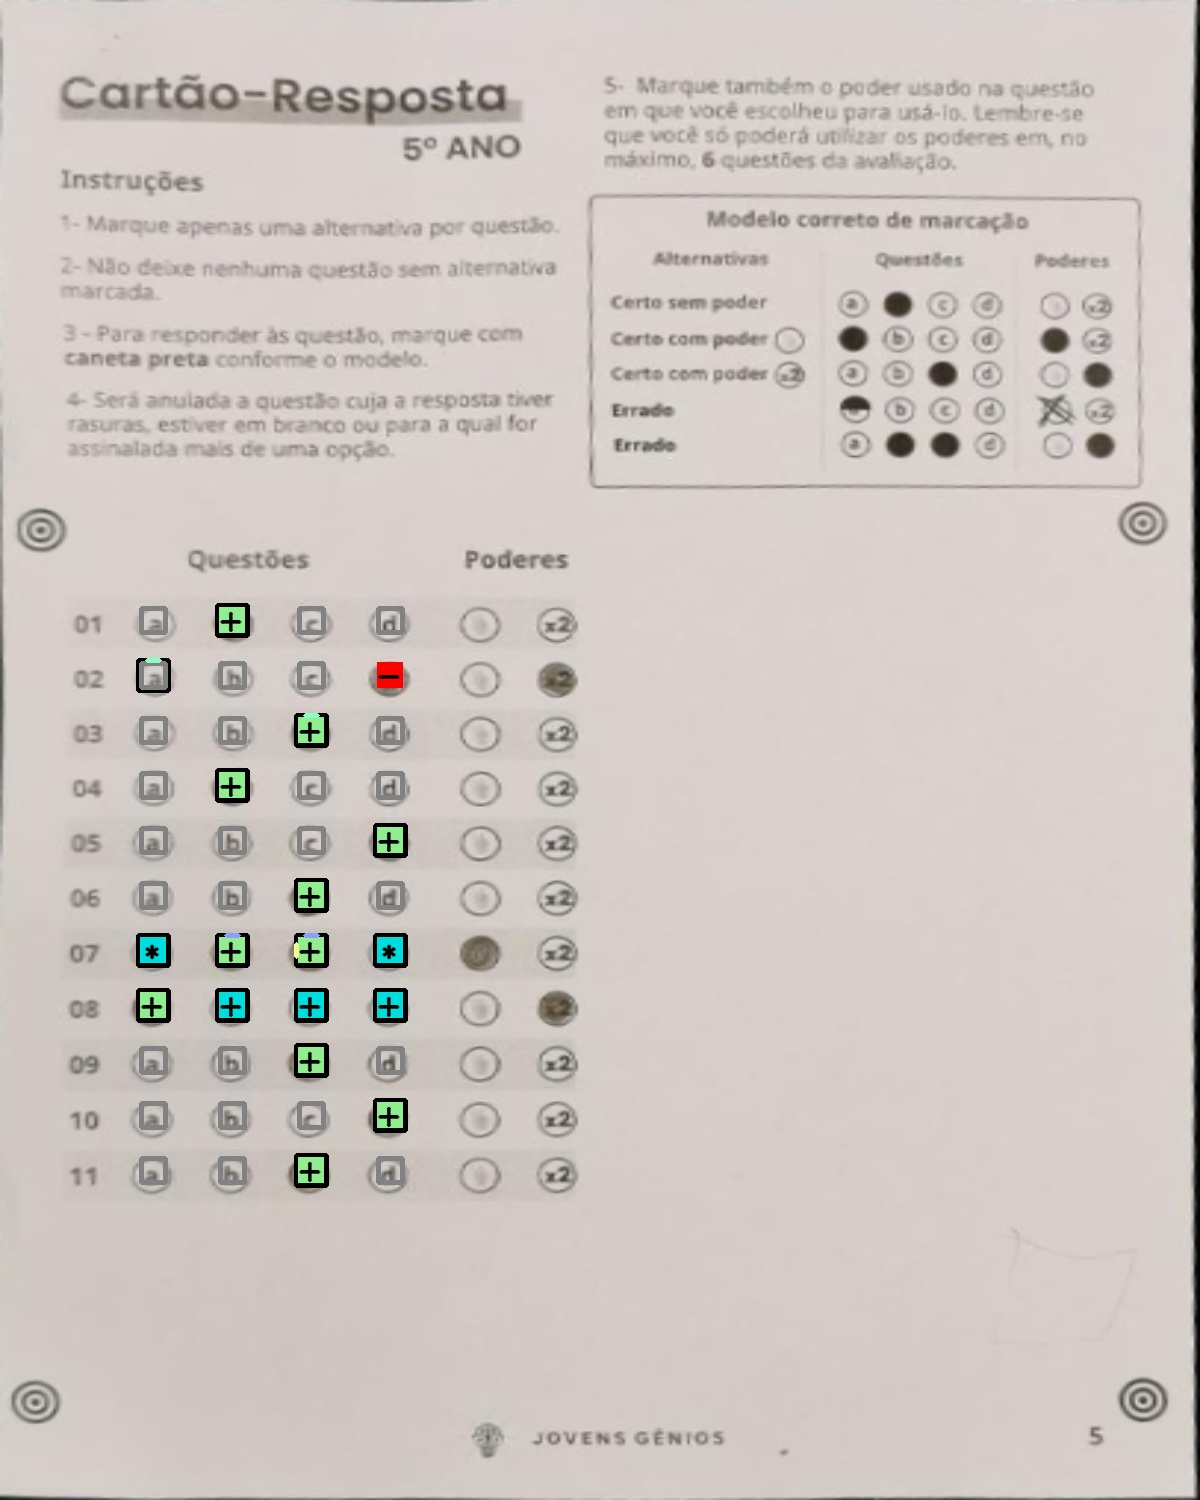 Cartão-Resposta
5º ANO
Instruções
1- Marque apenas uma alternativa por questão.
2- Não deixe nenhuma questão sem alternativa
marcada.
3 - Para responder às questão, marque com
caneta preta conforme o modelo.
4- Será anulada a questão cuja a resposta tiver
rasuras, estiver em branco ou para a qual for
assinalada mais de uma opção.
5- Marque também o poder usado na questão
em que você escolheu para usá-lo. Lembre-se
que você só poderá utilizar os poderes em, no
máximo, 6 questões da avaliação.
Modelo correto de marcação
Alternativas Questões Poderes
Certo sem poder a c d x2
Certo com poder b c d x2
Certo com poder x2 a b d
Errado b c d x2
Errado a d
Questões Poderes
01 a + c d x2
02 a b c - x2
03 a b + d x2
04 a + c d x2
05 a b c + x2
06 a b + d x2
07 * + + * x2
08 + + + + x2
09 a b + d x2
10 a b c + x2
11 a b + d x2
JOVENS GÊNIOS
5